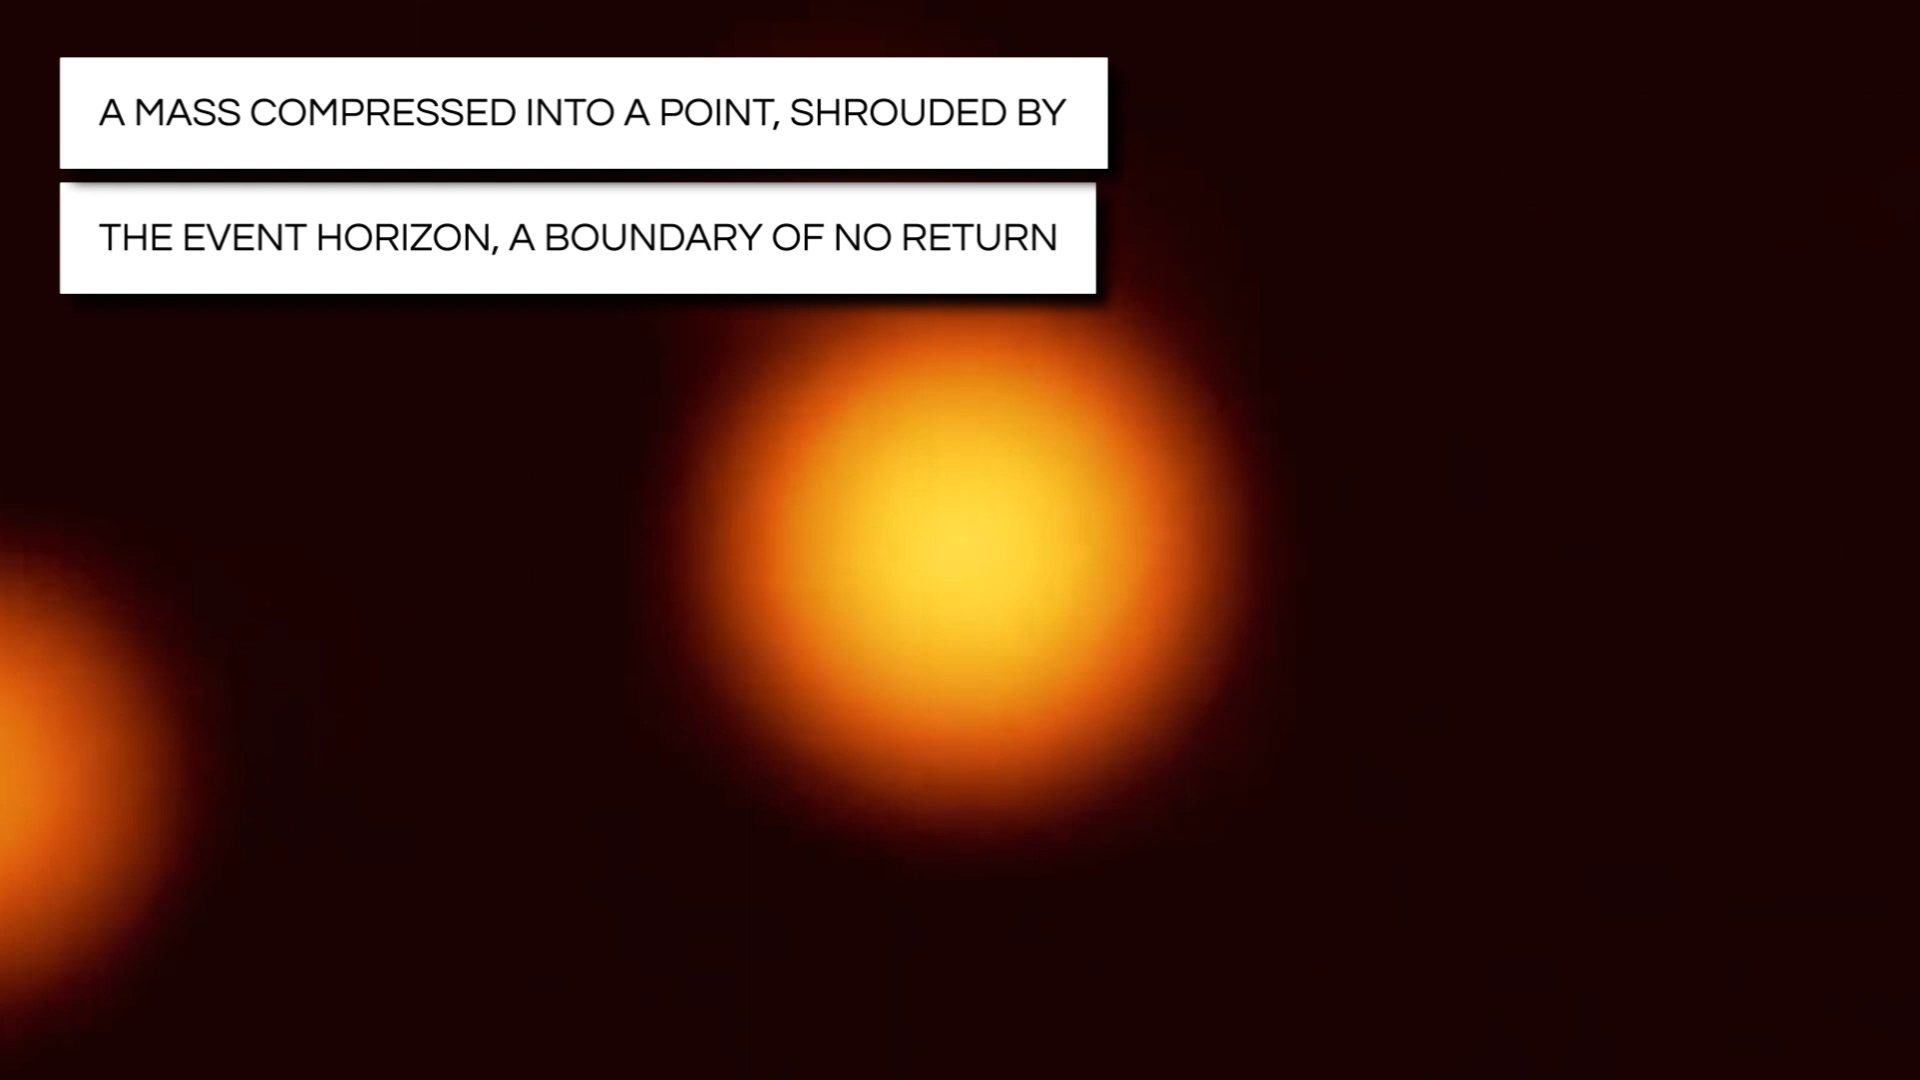 A MASS COMPRESSED INTO A POINT, SHROUDED BY
THE EVENT HORIZON, A BOUNDARY OF NO RETURN